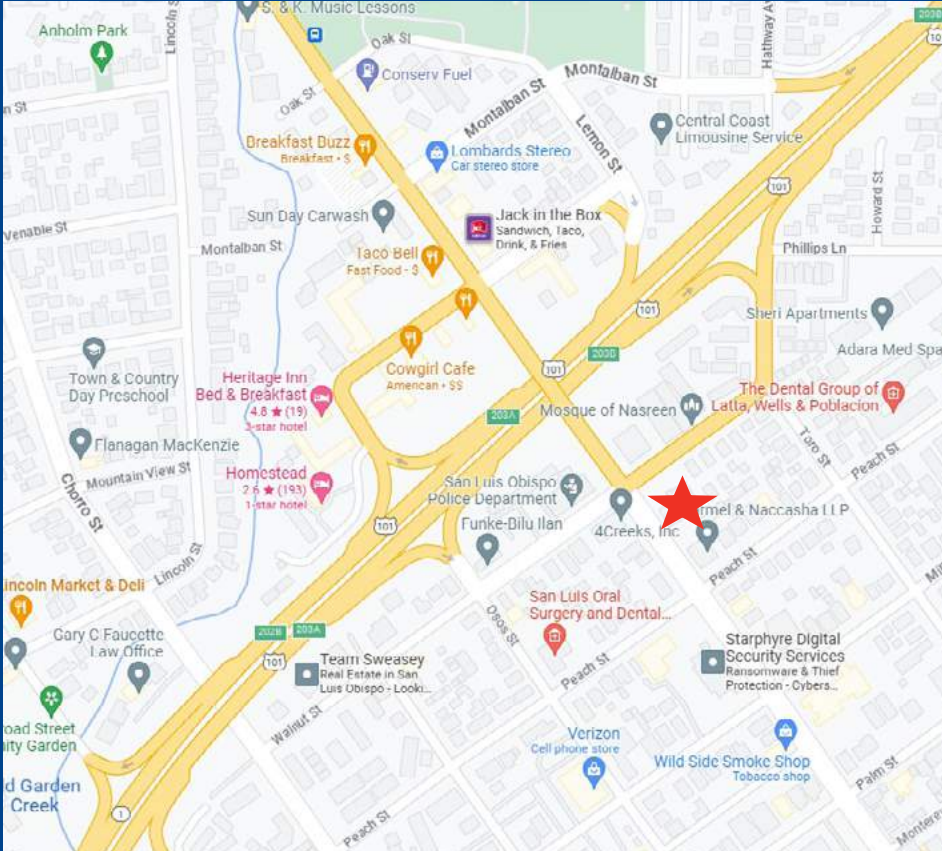 S. & K. Music Lessons
Anholm Park
Lincoln S
203B
Hathway A
Oak St
Conserv Fuel
Montalban St
Oak St
n St
Montalban St
Central Coast
Limousine Service
Breakfast Buzz
Breakfast • $
Lombards Stereo
Car stereo store
Lemon St
101
Howard St
Sun Day Carwash
Jack in the Box
Sandwich, Taco,
Drink, & Fries
Venable St
Montalban St
Taco Bell
Fast Food - $
Phillips Ln
101
Sheri Apartments
Adara Med Spa
203B
101
Town & Country
Day Preschool
Heritage Inn
Bed & Breakfast
4.8 ★ (19)
3-star hotel
Cowgirl Cafe
American • $$
203A
Mosque of Nasreen
The Dental Group of
Latta, Wells & Poblacion
Flanagan MacKenzie
Mountain View St
Toro St
Peach St
Chorro St
Homestead
2.6 ★ (193)
1-star hotel
San Luis Obispo
Police Department
101
Funke-Bilu Ilan
4Creeks, Inc
rmel & Naccasha LLP
Peach St
Lincoln St
incoln Market & Deli
Gary C Faucette
Law Office
202B
203A
101
Osos St
San Luis Oral
Surgery and Dental...
Peach St
Starphyre Digital
Security Services
Ransomware & Thief
Protection - Cybers...
Team Sweasey
Real Estate in San
Luis Obispo - Looki...
Walnut St
road Street
ity Garden
Verizon
Cell phone store
Wild Side Smoke Shop
Tobacco shop
d Garden
Creek
1
Peach St
Palm St
Montere